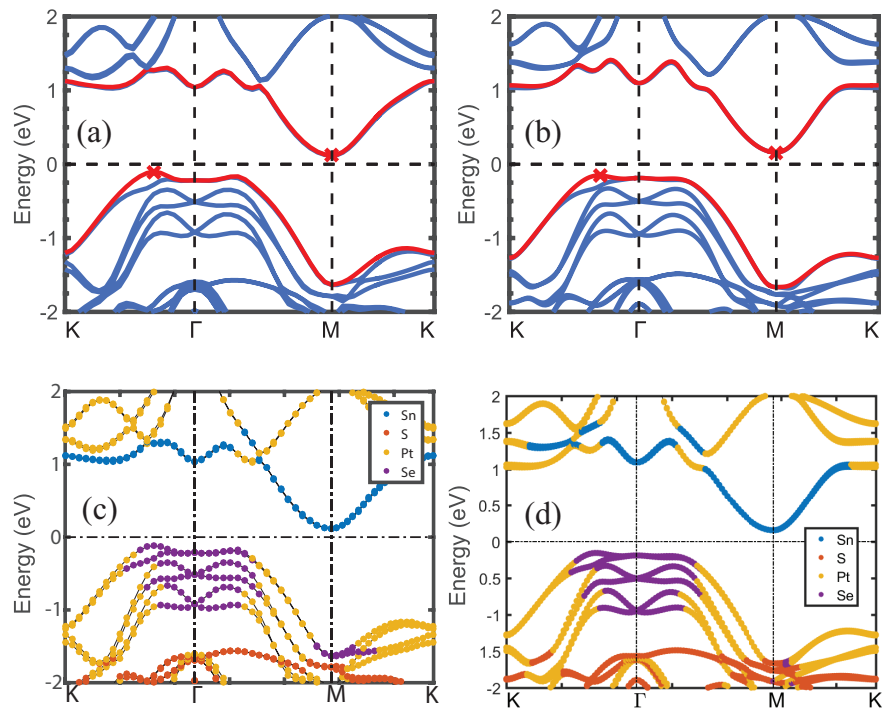 2
1
0
-1
-2
Energy (eV)
(a)
K
Γ
M
K
2
1
0
-1
-2
Energy (eV)
(b)
K
Γ
M
K
2
1
0
-1
-2
Energy (eV)
(c)
Sn
S
Pt
Se
K
Γ
M
K
2
1.5
1
0.5
0
0.5
-1
1.5
-2
Energy (eV)
(d)
Sn
S
Pt
Se
K
Γ
M
K